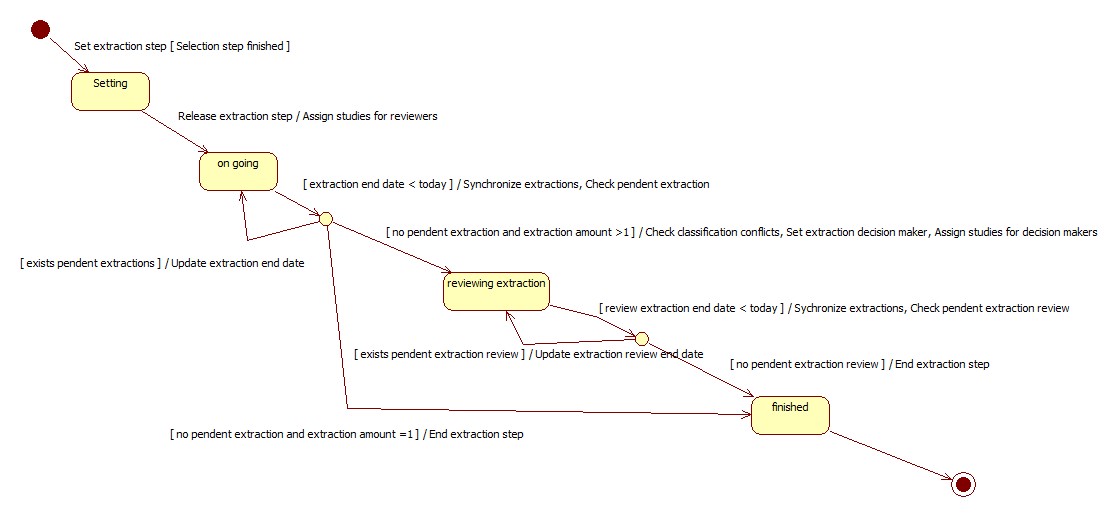 Set extraction step [ Selection step finished ]
Setting
Release extraction step / Assign studies for reviewers
on going
[ extraction end date < today ] / Synchronize extractions, Check pendent extraction
[ no pendent extraction and extraction amount >1 ] / Check classification conflicts, Set extraction decision maker, Assign studies for decision makers
[ exists pendent extractions ] / Update extraction end date
reviewing extraction
[ review extraction end date < today ] / Sychronize extractions, Check pendent extraction review
[ exists pendent extraction review ] / Update extraction review end date
[ no pendent extraction review ] / End extraction step
finished
[ no pendent extraction and extraction amount =1 ] / End extraction step